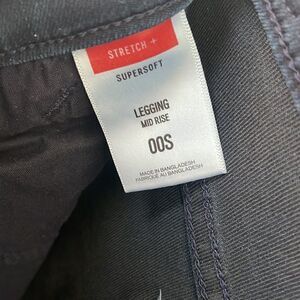 STRETCH +
SUPERSOFT
LEGGING
MID RISE
00S
MADE IN BANGLADESH
FABRIQUÉ AU BANGLADESH